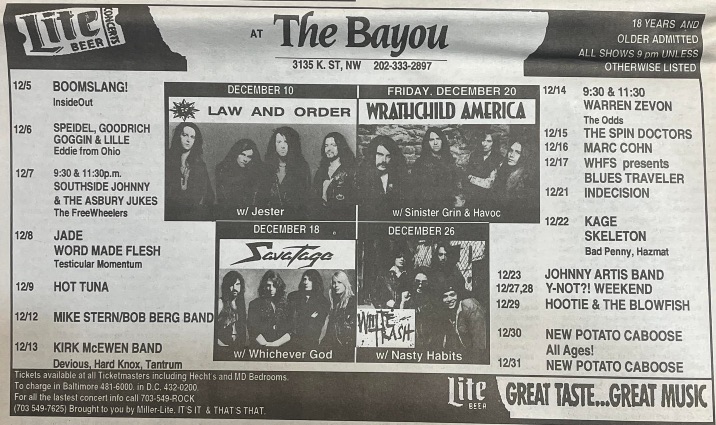 Lite
BEER
CONCERTS
AT The Bayou
3135 K. ST, NW 202-333-2897
18 YEARS AND
OLDER ADMITTED
ALL SHOWS 9 pm UNLESS
OTHERWISE LISTED
12/5 BOOMSLANG!
InsideOut
12/6 SPEIDEL, GOODRICH
GOGGIN & LILLE
Eddie from Ohio
12/7 9:30 & 11:30p.m.
SOUTHSIDE JOHNNY
& THE ASBURY JUKES
The FreeWheelers
12/8 JADE
WORD MADE FLESH
Testicular Momentum
12/9 HOT TUNA
12/12 MIKE STERN/BOB BERG BAND
12/13 KIRK McEWEN BAND
Devious, Hard Knox, Tantrum
DECEMBER 10
LAW AND ORDER
w/ Jester
FRIDAY, DECEMBER 20
WRATHCHILD AMERICA
w/ Sinister Grin & Havoc
DECEMBER 18
Savatage
w/ Whichever God
DECEMBER 26
WHITE TRASH
w/ Nasty Habits
12/14 9:30 & 11:30
WARREN ZEVON
The Odds
12/15 THE SPIN DOCTORS
12/16 MARC COHN
12/17 WHFS presents
BLUES TRAVELER
12/21 INDECISION
12/22 KAGE
SKELETON
Bad Penny, Hazmat
12/23 JOHNNY ARTIS BAND
12/27,28 Y-NOT?! WEEKEND
12/29 HOOTIE & THE BLOWFISH
12/30 NEW POTATO CABOOSE
All Ages!
12/31 NEW POTATO CABOOSE
Tickets available at all Ticketmasters including Hecht's and MD Bedrooms.
To charge in Baltimore 481-6000. in D.C. 432-0200.
For all the lastest concert info call 703-549-ROCK
(703 549-7625) Brought to you by Miller-Lite, IT'S IT & THAT'S THAT.
Lite
BEER
GREAT TASTE...GREAT MUSIC